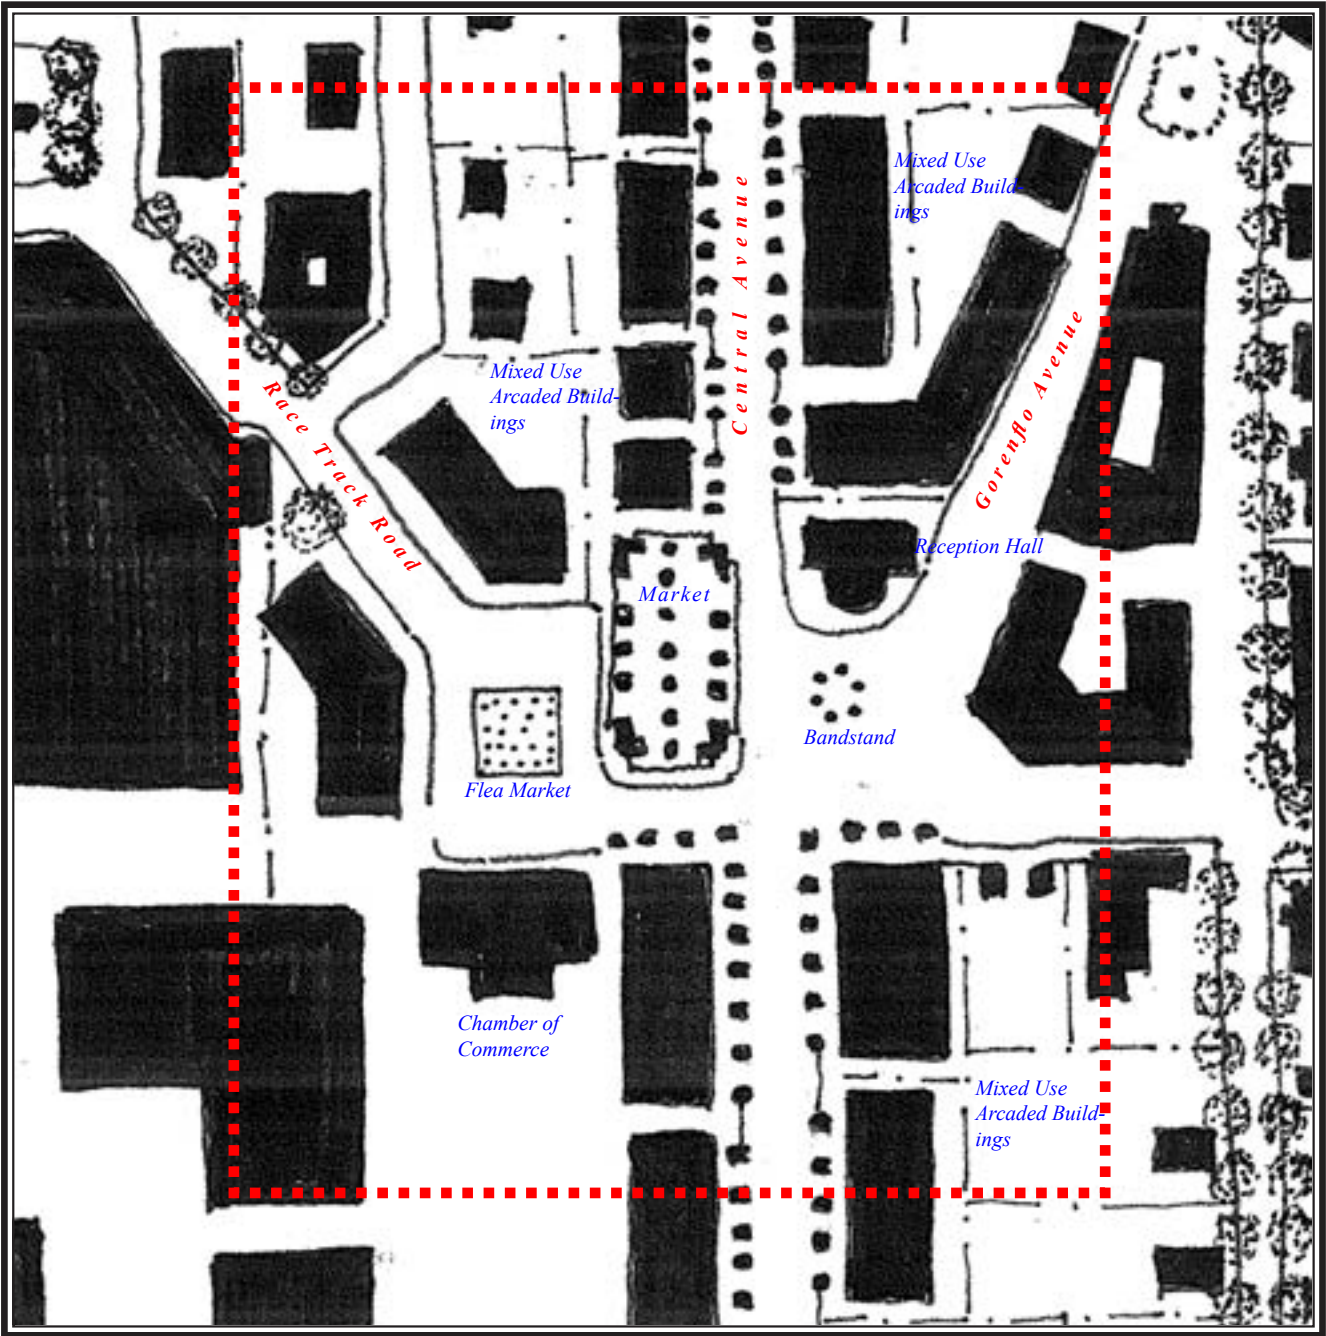 Mixed Use
Arcaded Build-
ings
Central Avenue
Gorenflo Avenue
Mixed Use
Arcaded Build-
ings
Race Track Road
Reception Hall
Market
Bandstand
Flea Market
Chamber of
Commerce
Mixed Use
Arcaded Build-
ings